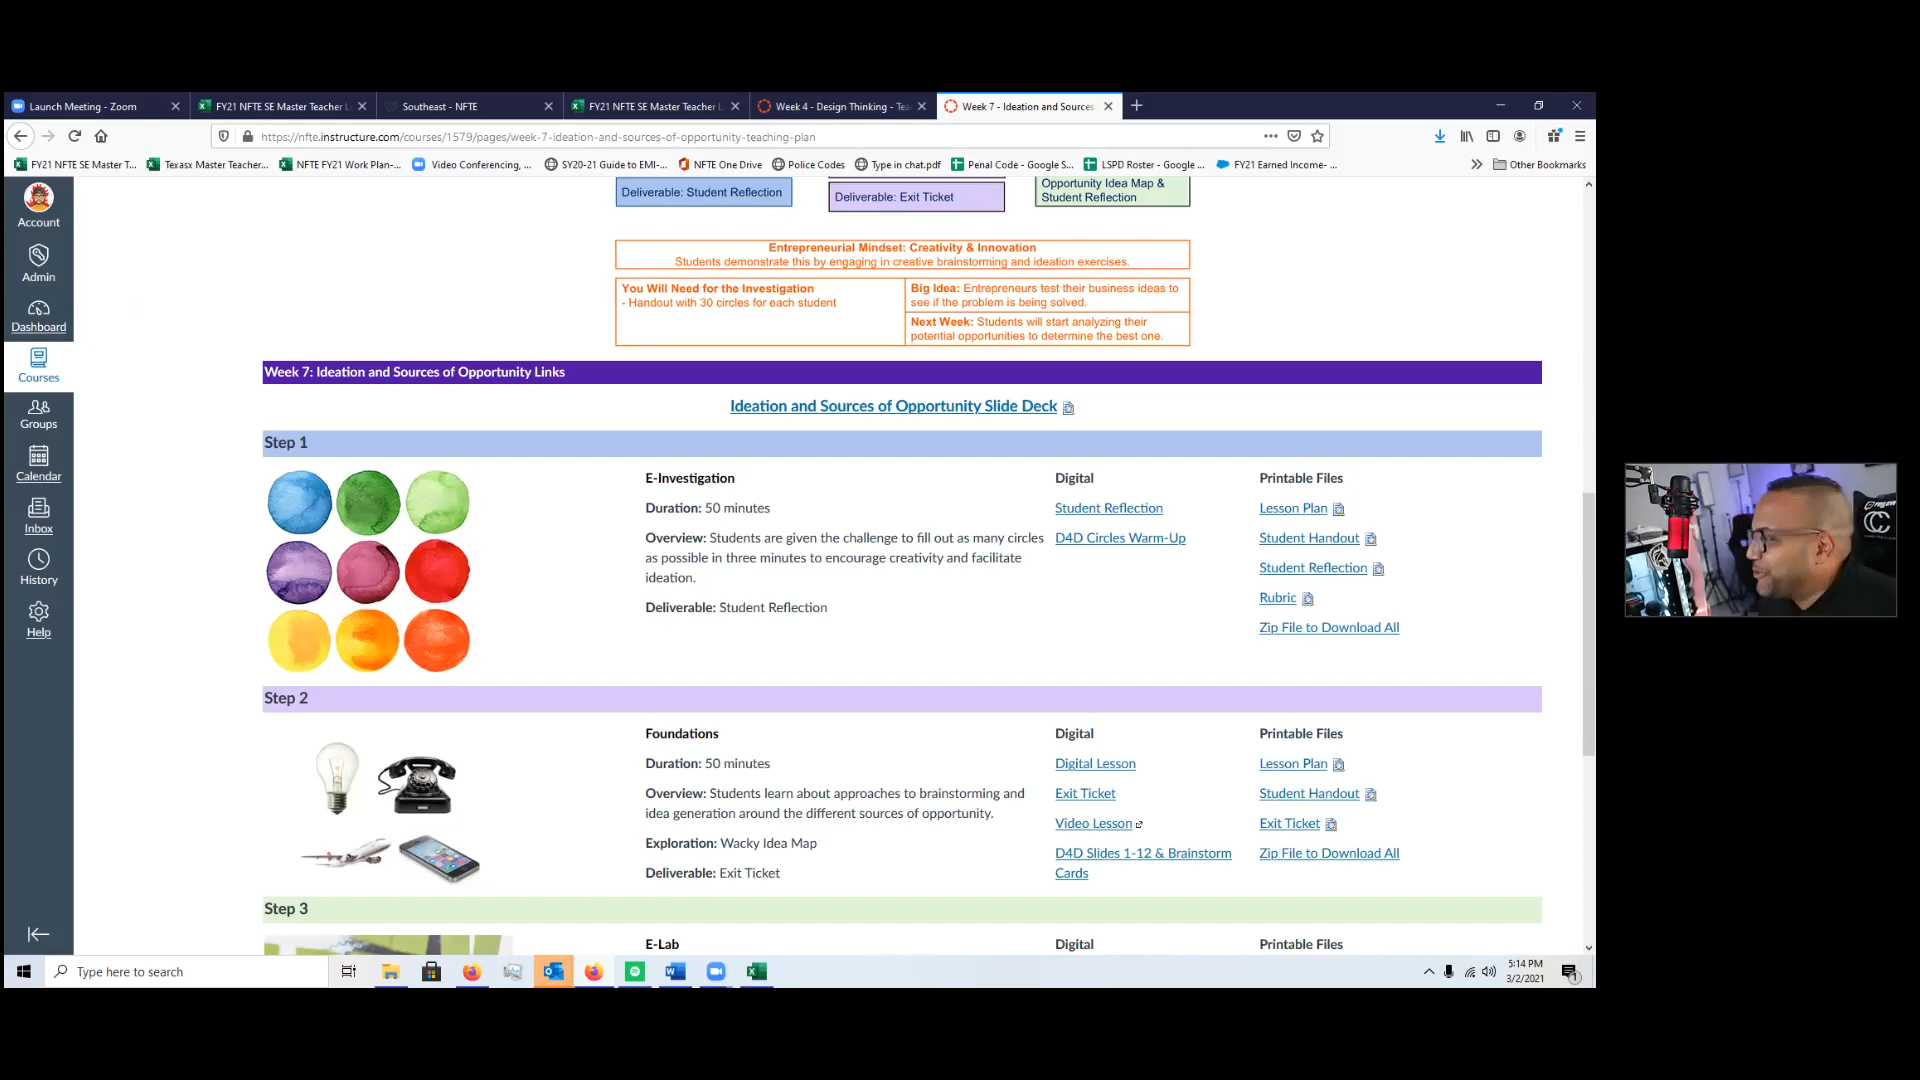 Launch Meeting - Zoom
FY21 NFTE SE Master Teacher L
Southeast - NFTE
FY21 NFTE SE Master Teacher L
Week 4 - Design Thinking - Tea
Week 7 - Ideation and Sources
https://nfte.instructure.com/courses/1579/pages/week-7-ideation-and-sources-of-opportunity-teaching-plan
FY21 NFTE SE Master T...
Texasx Master Teacher...
NFTE FY21 Work Plan-...
Video Conferencing, ...
SY20-21 Guide to EMI-...
NFTE One Drive
Police Codes
Type in chat.pdf
Penal Code - Google S...
LSPD Roster - Google ...
FY21 Earned Income- ...
Other Bookmarks
Account
Admin
Dashboard
Courses
Groups
Calendar
Inbox
History
Help
Deliverable: Student Reflection
Deliverable: Exit Ticket
Opportunity Idea Map &
Student Reflection
Entrepreneurial Mindset: Creativity & Innovation
Students demonstrate this by engaging in creative brainstorming and ideation exercises.
You Will Need for the Investigation
- Handout with 30 circles for each student
Big Idea: Entrepreneurs test their business ideas to
see if the problem is being solved.
Next Week: Students will start analyzing their
potential opportunities to determine the best one.
Week 7: Ideation and Sources of Opportunity Links
Ideation and Sources of Opportunity Slide Deck
Step 1
E-Investigation
Duration: 50 minutes
Overview: Students are given the challenge to fill out as many circles
as possible in three minutes to encourage creativity and facilitate
ideation.
Deliverable: Student Reflection
Digital
Student Reflection
D4D Circles Warm-Up
Printable Files
Lesson Plan
Student Handout
Student Reflection
Rubric
Zip File to Download All
Step 2
Foundations
Duration: 50 minutes
Overview: Students learn about approaches to brainstorming and
idea generation around the different sources of opportunity.
Exploration: Wacky Idea Map
Deliverable: Exit Ticket
Digital
Digital Lesson
Exit Ticket
Video Lesson
D4D Slides 1-12 & Brainstorm
Cards
Printable Files
Lesson Plan
Student Handout
Exit Ticket
Zip File to Download All
Step 3
E-Lab
Digital
Printable Files
Type here to search
5:14 PM
3/2/2021